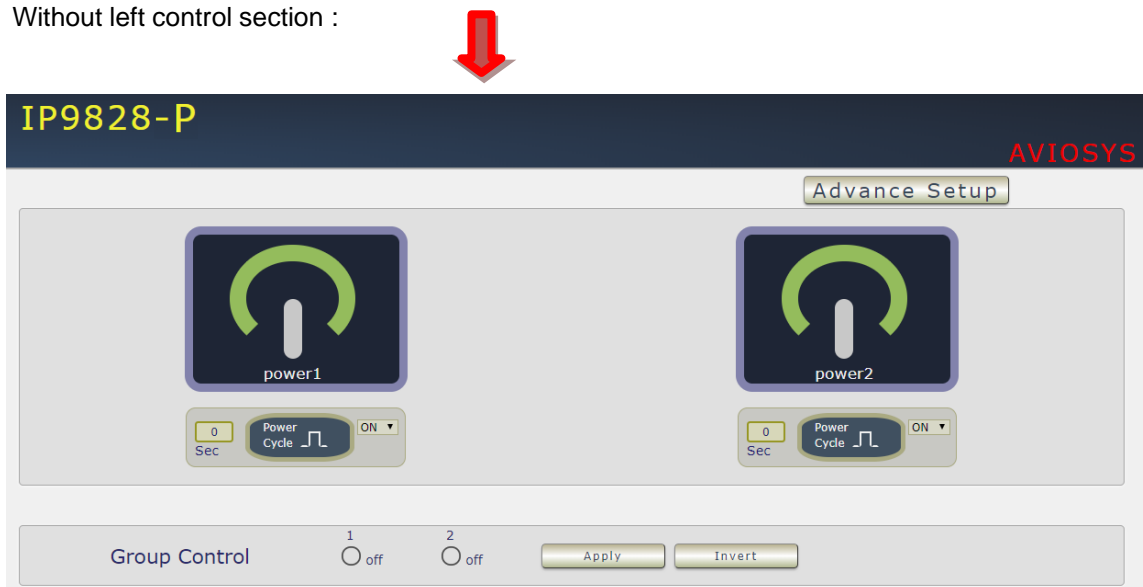 Without left control section :
IP9828-P
AVIOSYS
Advance Setup
power1
power2
0
Sec
Power
Cycle
ON
0
Sec
Power
Cycle
ON
Group Control
1
off
2
off
Apply
Invert